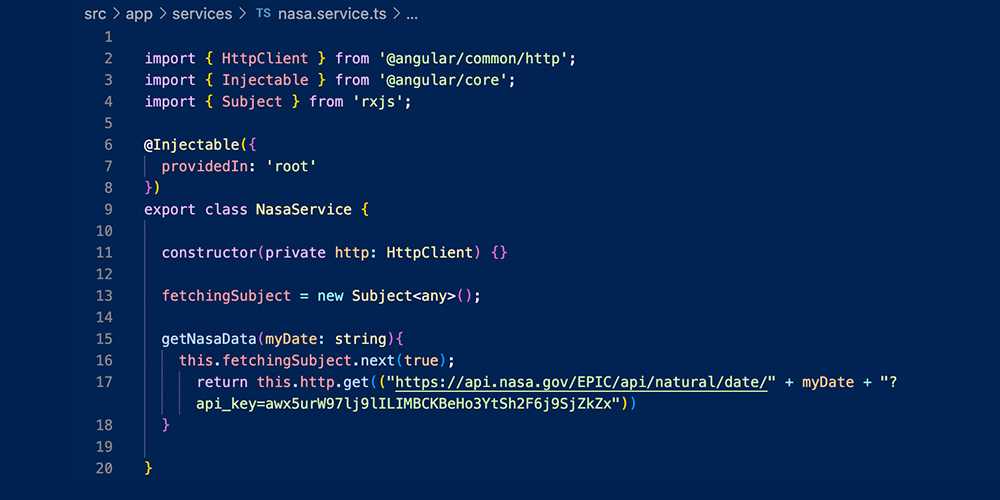 src > app > services > TS nasa.service.ts > ...
1
2 import { HttpClient } from '@angular/common/http';
3 import { Injectable } from '@angular/core';
4 import { Subject } from 'rxjs';
5
6 @Injectable({
7 providedIn: 'root'
8 })
9 export class NasaService {
10
11 constructor(private http: HttpClient) {}
12
13 fetchingSubject = new Subject<any>();
14
15 getNasaData(myDate: string){
16 this.fetchingSubject.next(true);
17 return this.http.get(("https://api.nasa.gov/EPIC/api/natural/date/" + myDate + "?
api_key=awx5urW97lj9lILIMBCKBeHo3YtSh2F6j9SjZkZx"))
18 }
19
20 }